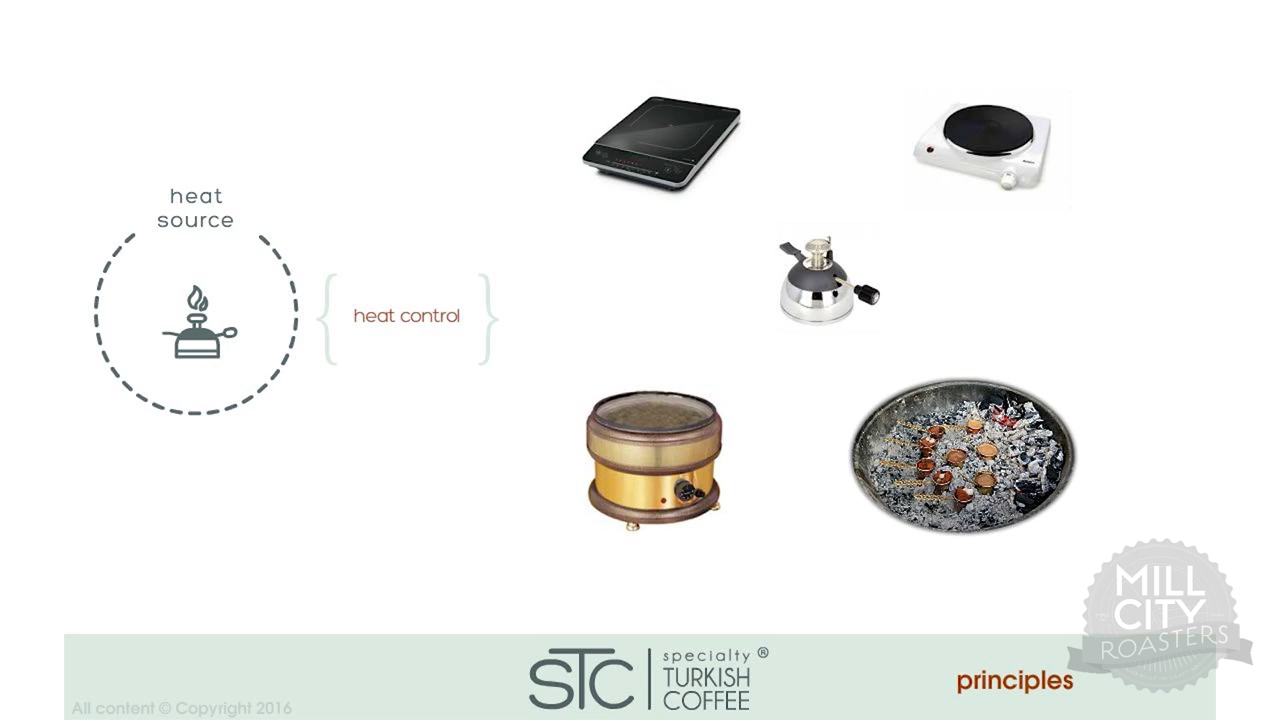 heat
source
heat control
MILL
CITY
ROASTERS
STC
specialty ®
TURKISH
COFFEE
principles
All content © Copyright 2016